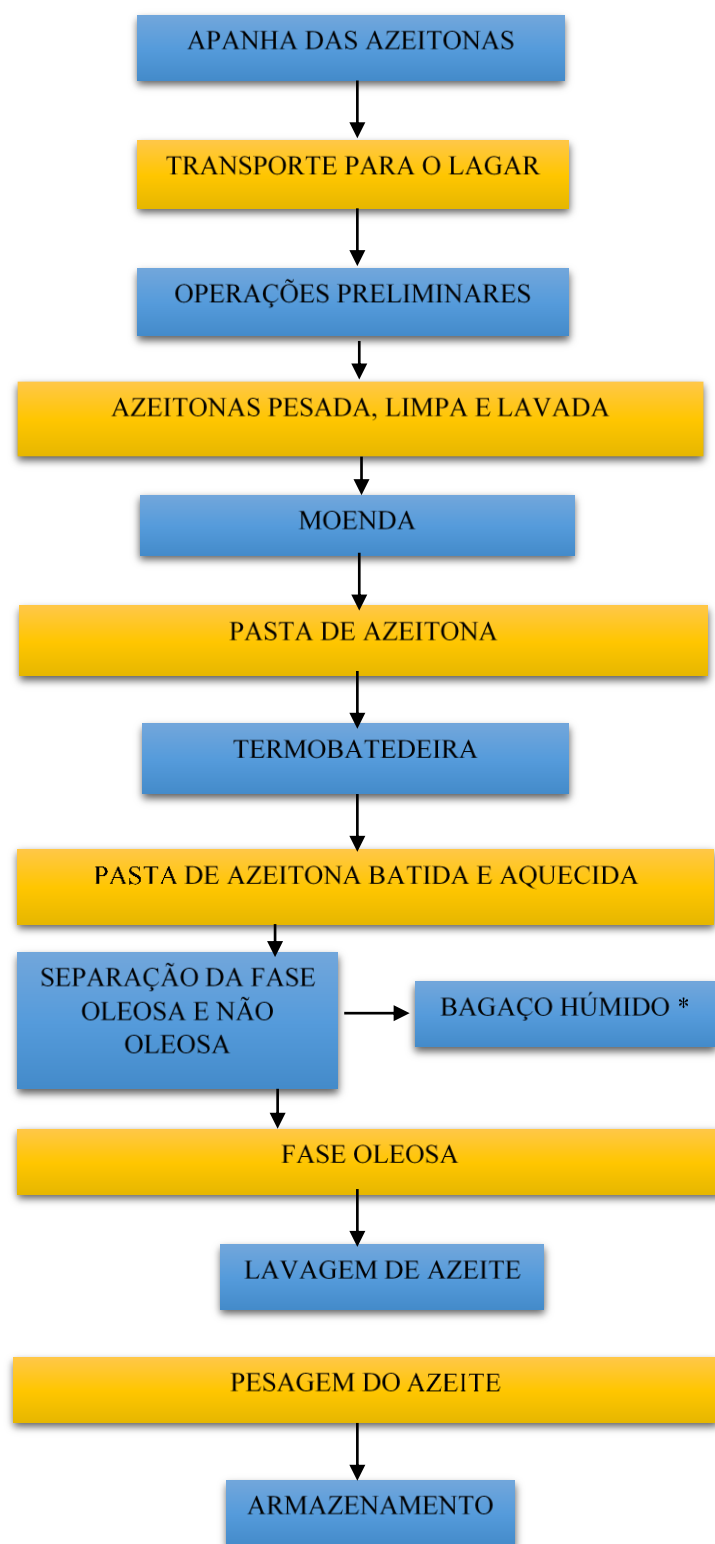 APANHA DAS AZEITONAS
TRANSPORTE PARA O LAGAR
OPERAÇÕES PRELIMINARES
AZEITONAS PESADA, LIMPA E LAVADA
MOENDA
PASTA DE AZEITONA
TERMOBATEDEIRA
PASTA DE AZEITONA BATIDA E AQUECIDA
SEPARAÇÃO DA FASE
OLEOSA E NÃO
OLEOSA
BAGAÇO HÚMIDO *
FASE OLEOSA
LAVAGEM DE AZEITE
PESAGEM DO AZEITE
ARMAZENAMENTO